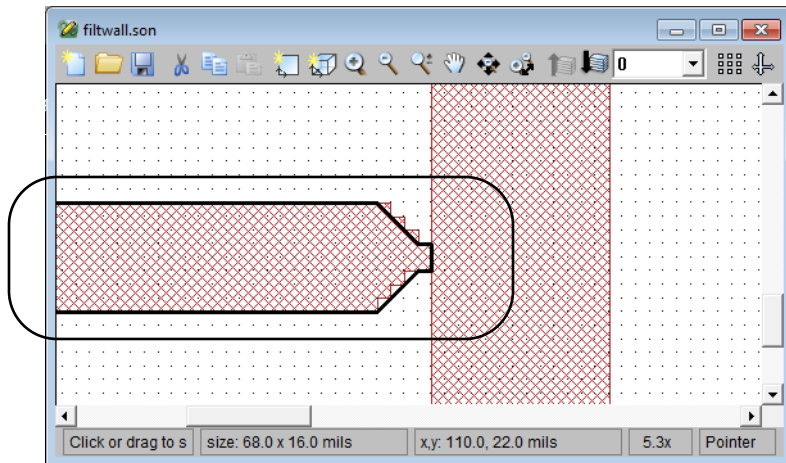 filtwall.son
0
Click or drag to s
size: 68.0 x 16.0 mils
x,y: 110.0, 22.0 mils
5.3x
Pointer